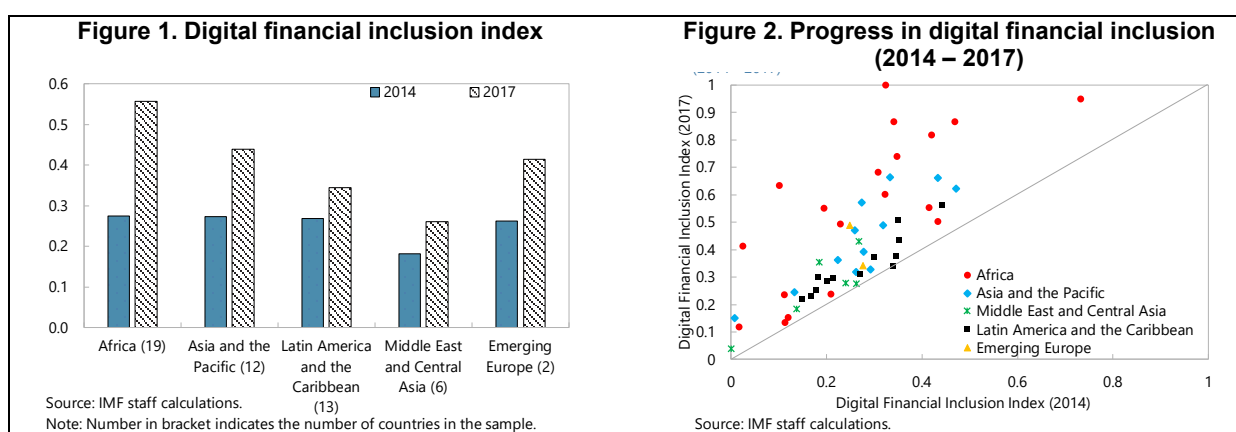 Figure 1. Digital financial inclusion index
0.6
0.5
0.4
0.3
0.2
0.1
0.0
2014
2017
Africa (19)
Asia and the
Pacific (12)
Latin America
and the
Caribbean
(13)
Middle East
and Central
Asia (6)
Emerging
Europe (2)
Source: IMF staff calculations.
Note: Number in bracket indicates the number of countries in the sample.
Figure 2. Progress in digital financial inclusion
(2014 – 2017)
Digital Financial Inclusion Index (2017)
1
0.9
0.8
0.7
0.6
0.5
0.4
0.3
0.2
0.1
0
Africa
Asia and the Pacific
Middle East and Central Asia
Latin America and the Caribbean
Emerging Europe
0
0.2
0.4
0.6
0.8
1
Digital Financial Inclusion Index (2014)
Source: IMF staff calculations.